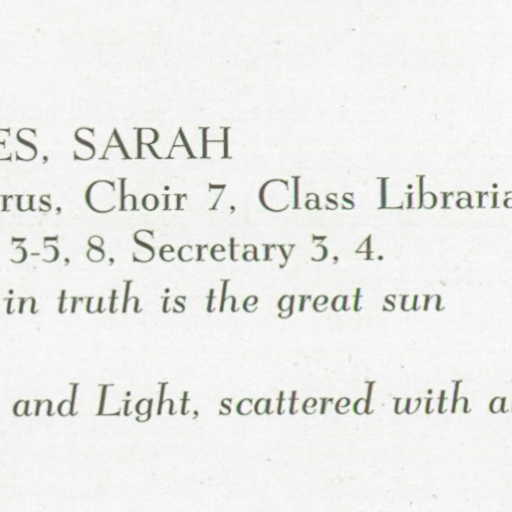 ES, SARAH
rus, Choir 7, Class Libraria
3-5, 8, Secretary 3, 4.
in truth is the great sun
and Light, scattered with a